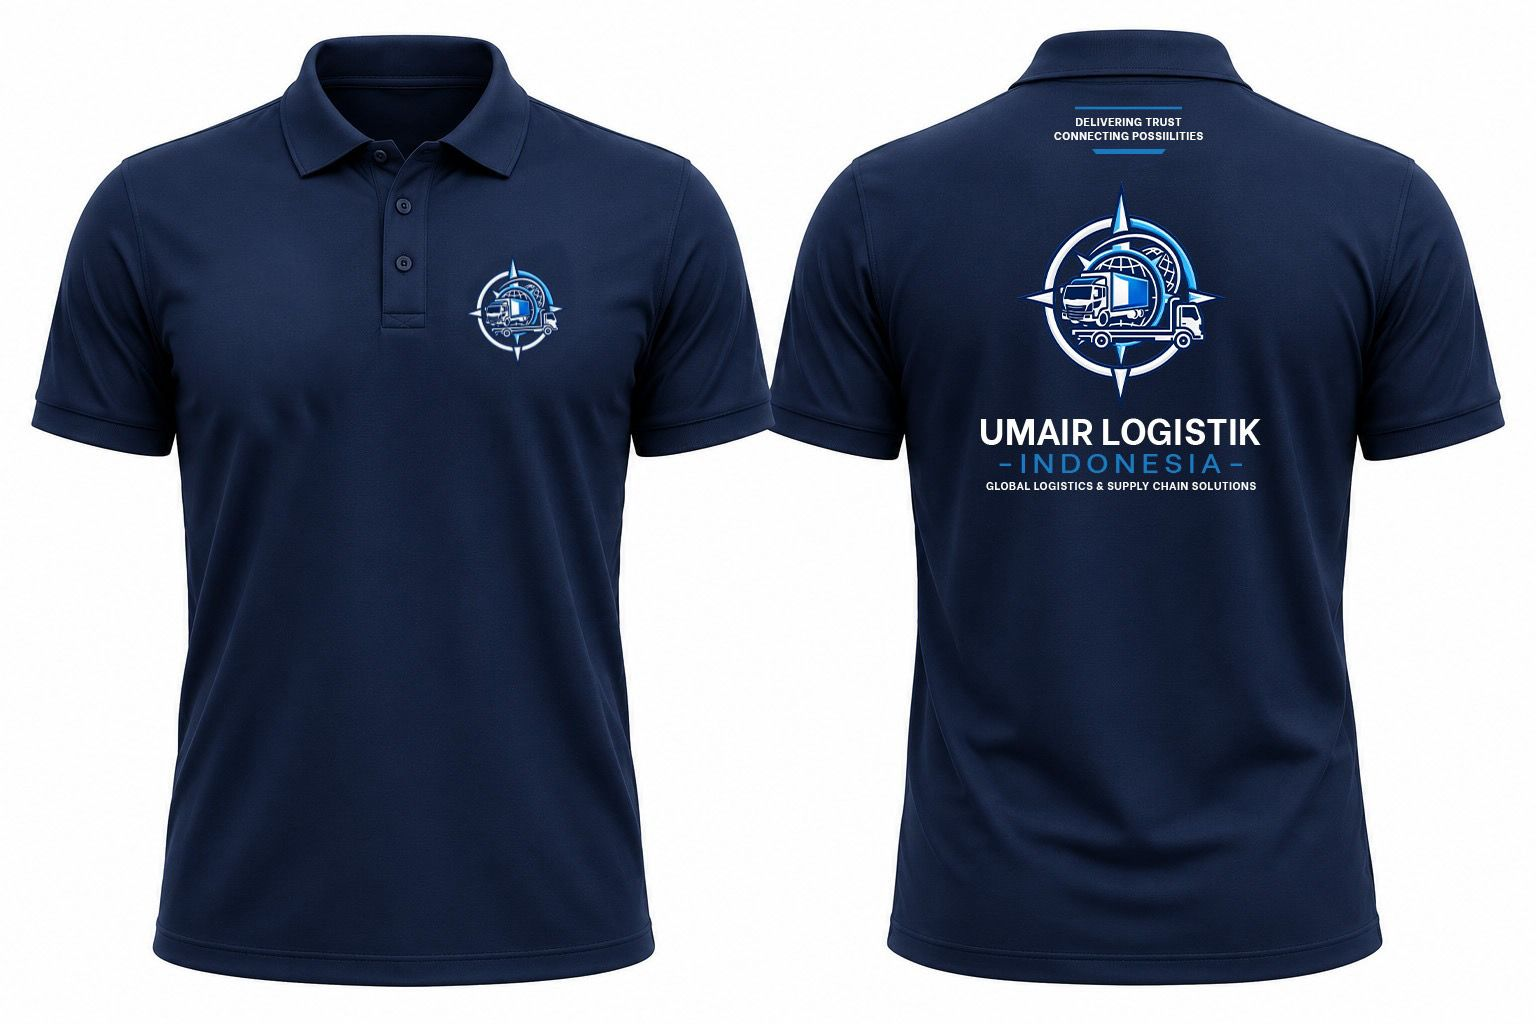 DELIVERING TRUST
CONNECTING POSSIILITIES
UMAIR LOGISTIK
-INDONESIA-
GLOBAL LOGISTICS & SUPPLY CHAIN SOLUTIONS